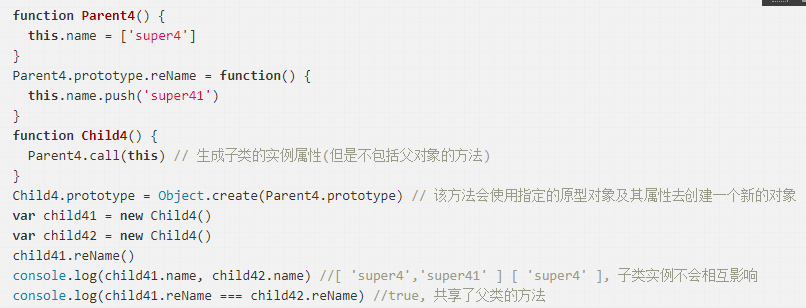 function Parent4() {
this.name = ['super4']
}
Parent4.prototype.reName = function() {
this.name.push('super41')
}
function Child4() {
Parent4.call(this) // 生成子类的实例属性(但是不包括父对象的方法)
}
Child4.prototype = Object.create(Parent4.prototype) // 该方法会使用指定的原型对象及其属性去创建一个新的对象
var child41 = new Child4()
var child42 = new Child4()
child41.reName()
console.log(child41.name, child42.name) //[ 'super4','super41' ] [ 'super4' ], 子类实例不会相互影响
console.log(child41.reName === child42.reName) //true, 共享了父类的方法